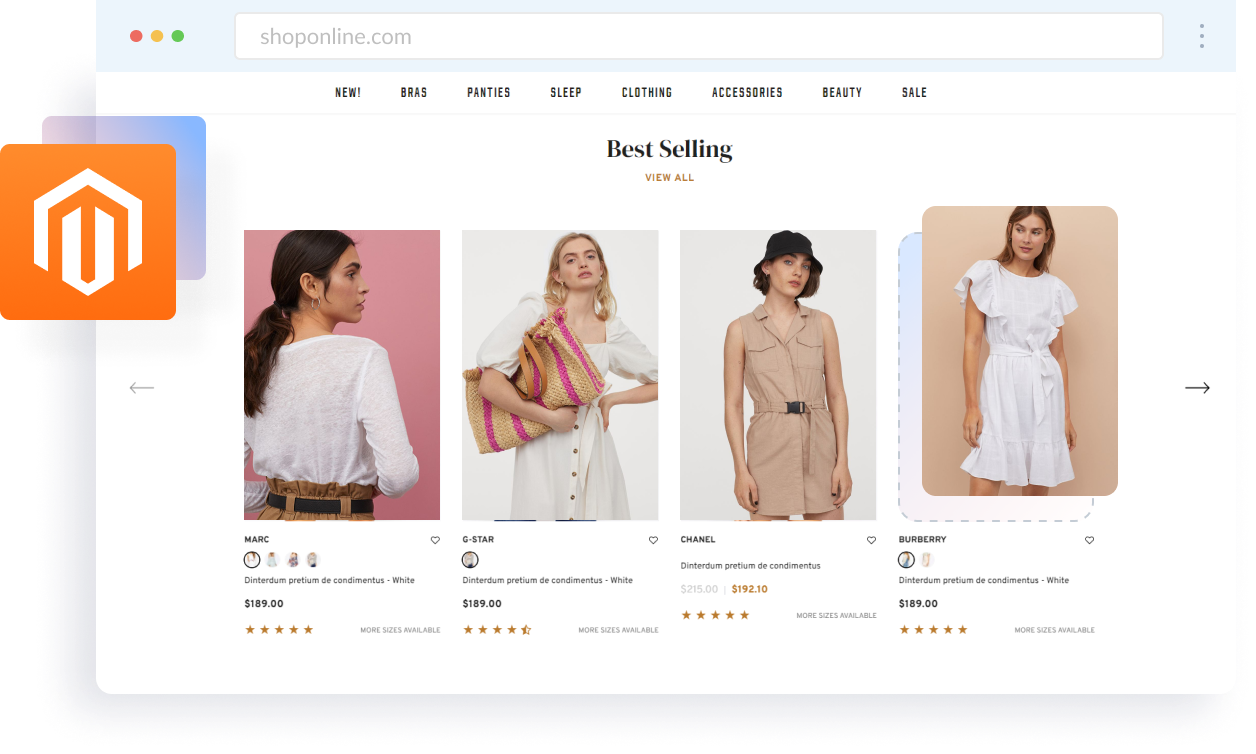 shoponline.com
NEW! BRAS PANTIES SLEEP CLOTHING ACCESSORIES BEAUTY SALE
Best Selling
VIEW ALL
MARC
Dinterdum pretium de condimentus - White
$189.00
MORE SIZES AVAILABLE
G-STAR
Dinterdum pretium de condimentus - White
$189.00
MORE SIZES AVAILABLE
CHANEL
Dinterdum pretium de condimentus
$215.00 | $192.10
MORE SIZES AVAILABLE
BURBERRY
Dinterdum pretium de condimentus - White
$189.00
MORE SIZES AVAILABLE